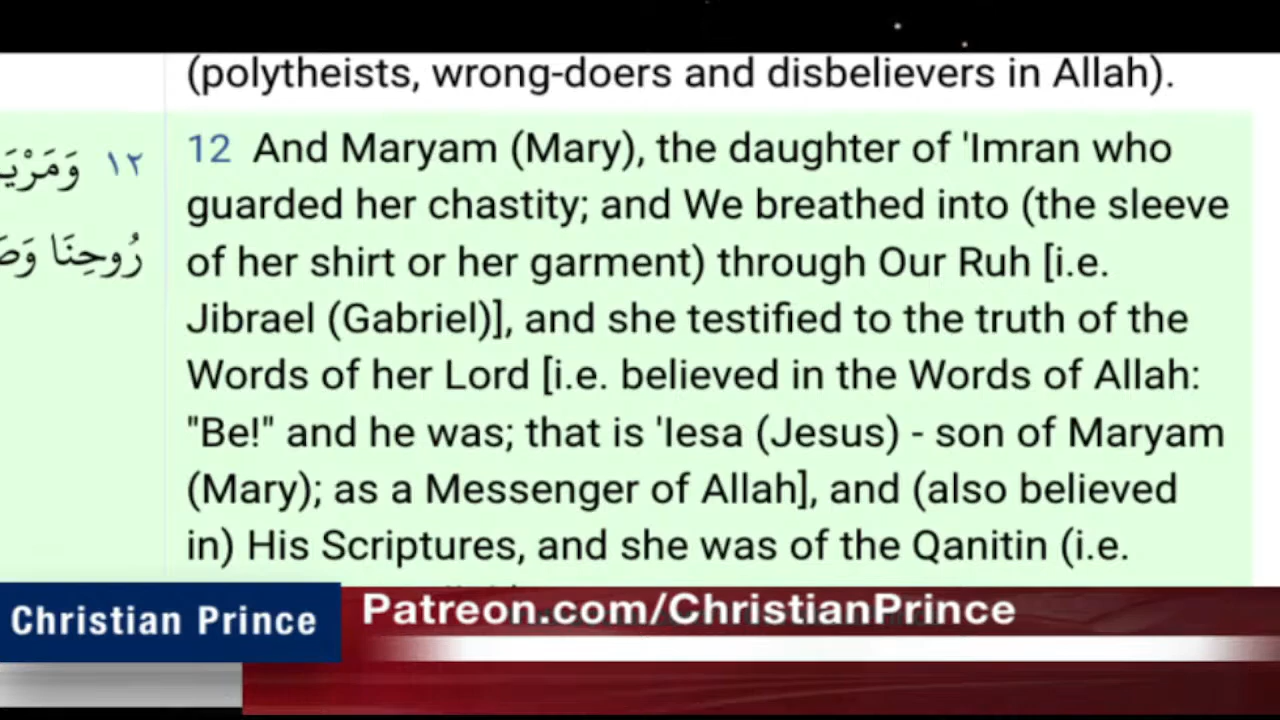 (polytheists, wrong-doers and disbelievers in Allah).
12 And Maryam (Mary), the daughter of 'Imran who
guarded her chastity; and We breathed into (the sleeve
of her shirt or her garment) through Our Ruh [i.e.
Jibrael (Gabriel)], and she testified to the truth of the
Words of her Lord [i.e. believed in the Words of Allah:
"Be!" and he was; that is 'Iesa (Jesus) - son of Maryam
(Mary); as a Messenger of Allah], and (also believed
in) His Scriptures, and she was of the Qanitin (i.e.
١٢
رُوحِنَا
Christian Prince
Patreon.com/ChristianPrince